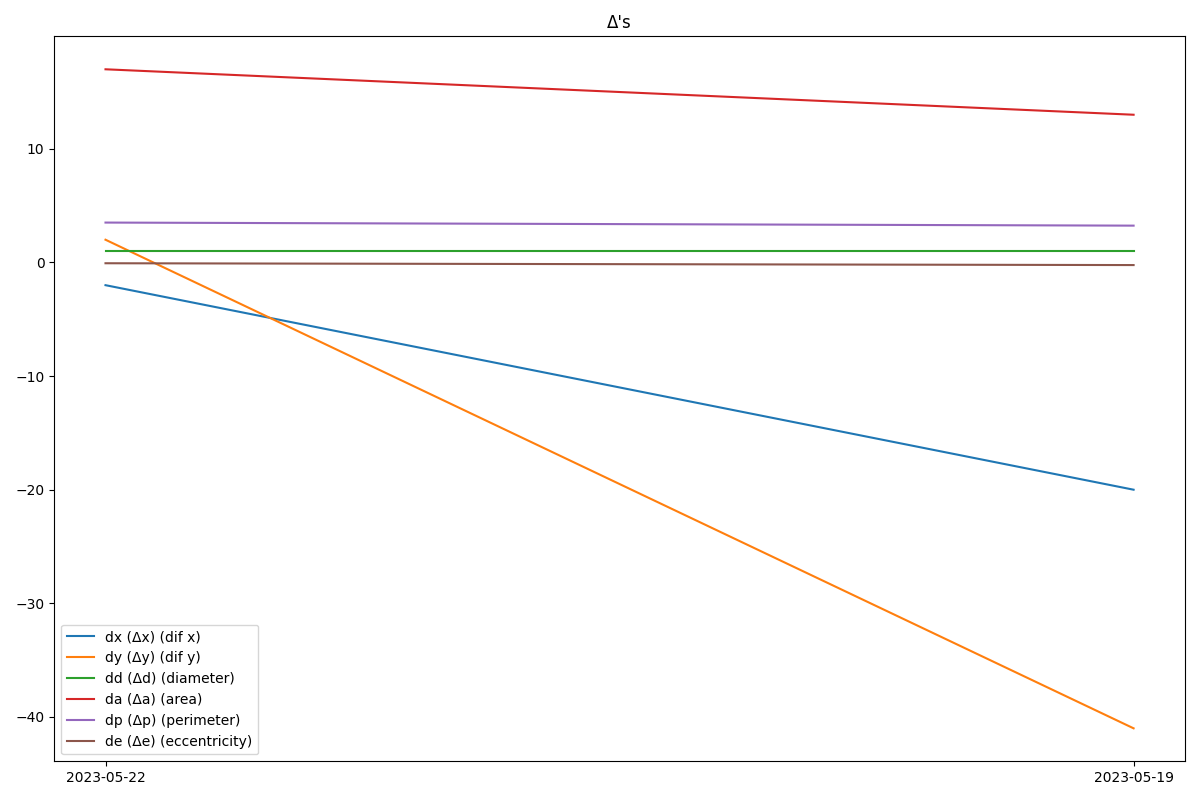 Δ's
10
0
−10
−20
−30
−40
dx (Δx) (dif x)
dy (Δy) (dif y)
dd (Δd) (diameter)
da (Δa) (area)
dp (Δp) (perimeter)
de (Δe) (eccentricity)
2023-05-22 2023-05-19